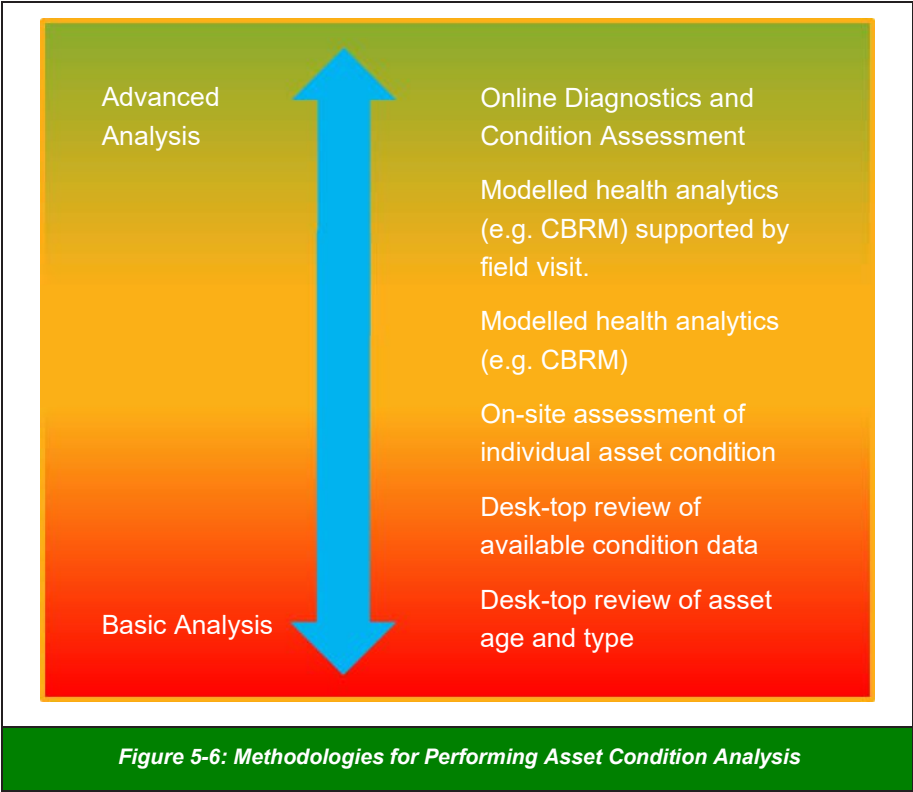 Advanced
Analysis
Online Diagnostics and
Condition Assessment
Modelled health analytics
(e.g. CBRM) supported by
field visit.
Modelled health analytics
(e.g. CBRM)
On-site assessment of
individual asset condition
Desk-top review of
available condition data
Basic Analysis
Desk-top review of asset
age and type
Figure 5-6: Methodologies for Performing Asset Condition Analysis